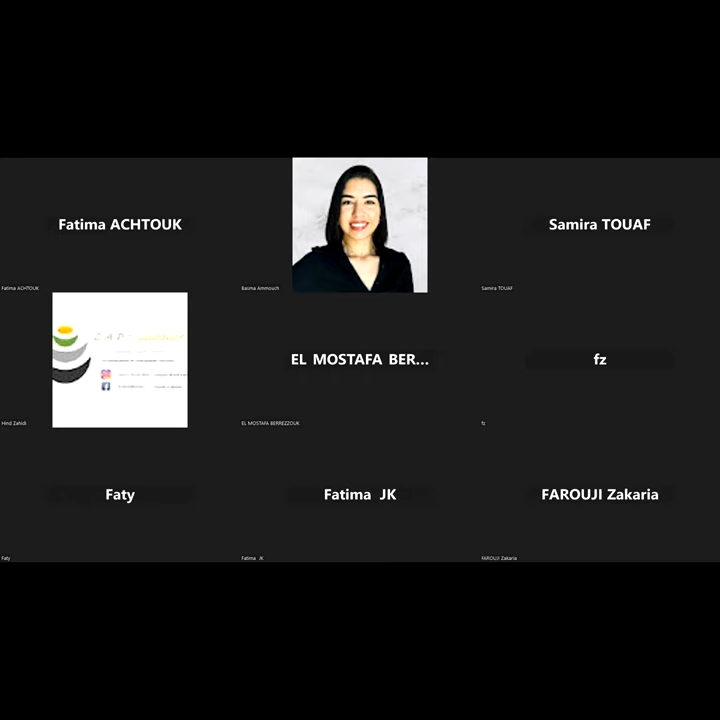 Fatima ACHTOUK
Samira TOUAF
Fatima ACHTOUK
Basma Ammouch
Samira TOUAF
EL MOSTAFA BER...
fz
Hind Zahidi
EL MOSTAFA BERREZZOUK
fz
Faty
Fatima JK
FAROUJI Zakaria
Faty
Fatima JK
FAROUJI Zakaria